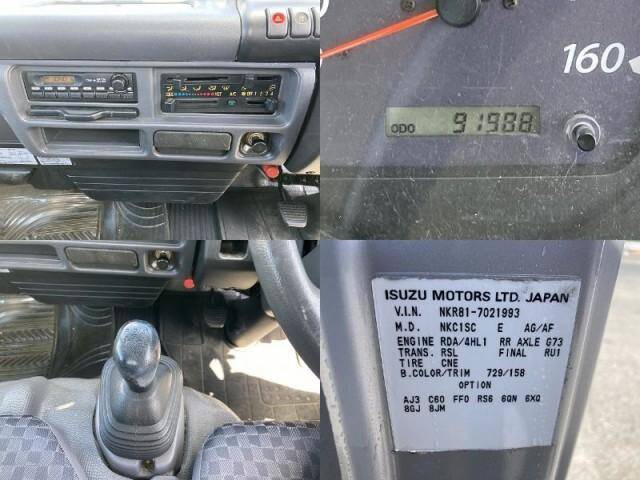 160
ODO 91988
ISUZU MOTORS LTD. JAPAN
V.I.N. NKR81-7021993
M.D. NKC1SC E AG/AF
ENGINE RDA/4HL1 RR AXLE G73
TRANS. RSL FINAL RU1
TIRE CNE
B.COLOR/TRIM 729/158
OPTION
AJ3 C60 FF0 RS6 6QN 6XQ
8GJ 8JM